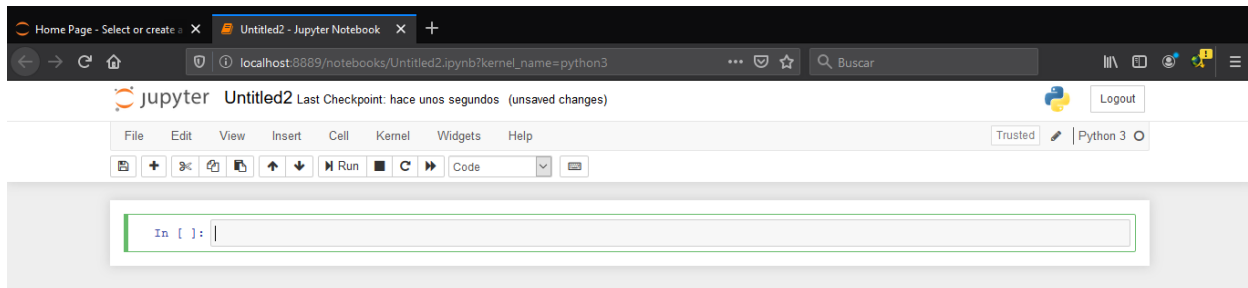 Home Page - Select or create a
Untitled2 - Jupyter Notebook
localhost:8889/notebooks/Untitled2.ipynb?kernel_name=python3
Buscar
jupyter Untitled2 Last Checkpoint: hace unos segundos (unsaved changes)
Logout
File Edit View Insert Cell Kernel Widgets Help
Trusted Python 3
Run Code
In [ ]: